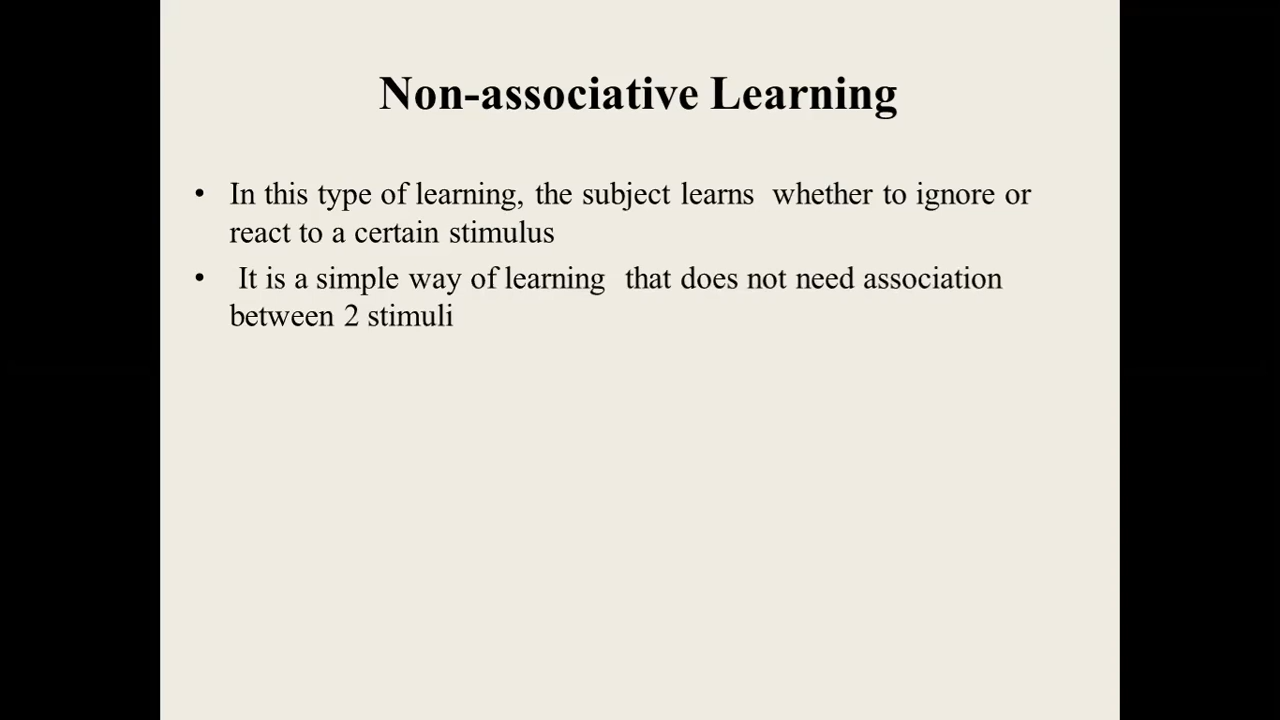 Non-associative Learning
• In this type of learning, the subject learns whether to ignore or
react to a certain stimulus
• It is a simple way of learning that does not need association
between 2 stimuli